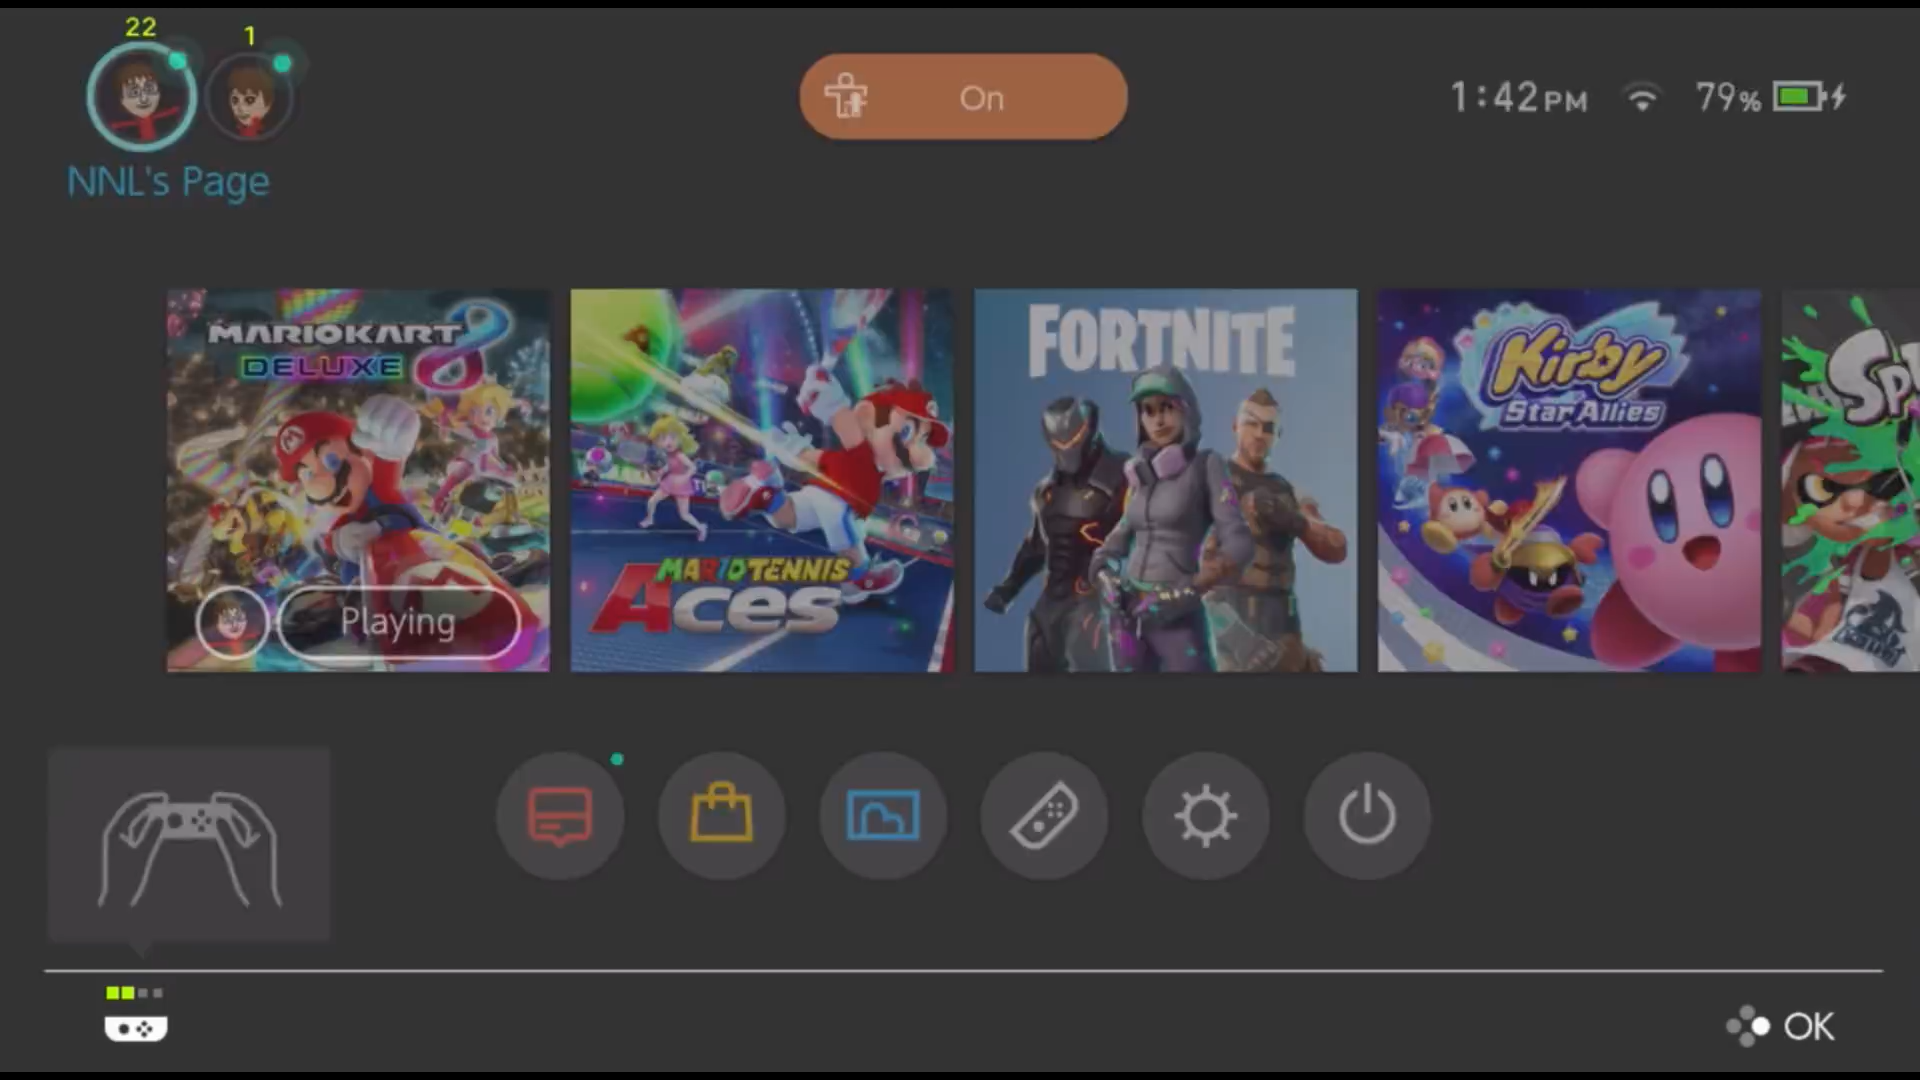 22
1
On
1:42PM
79%
NNL's Page
MARIOKART 8
DELUXE
Playing
MARIO TENNIS
Aces
FORTNITE
Kirby
Star Allies
OK